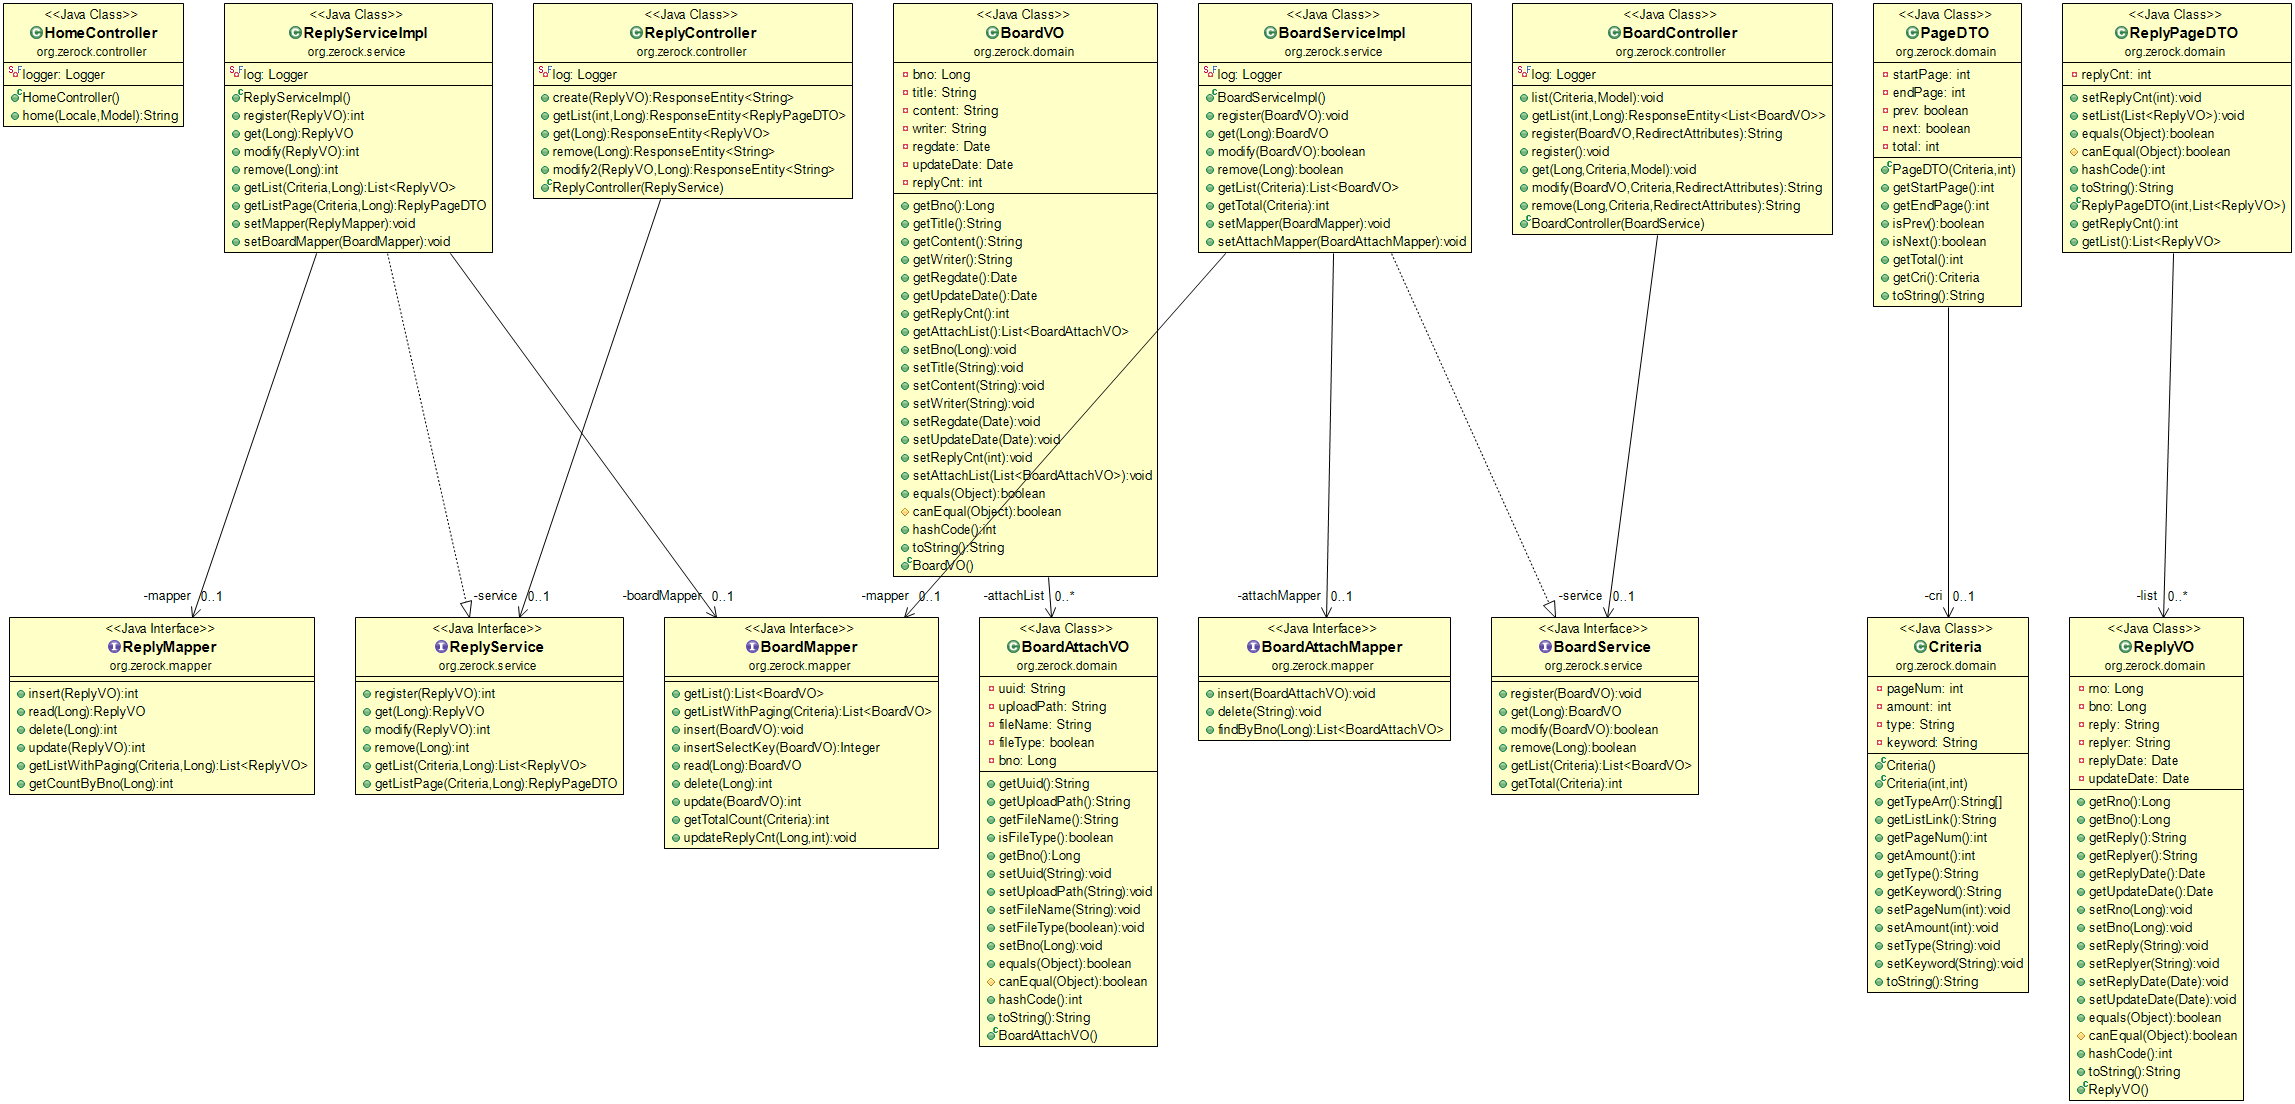 <<Java Class>>
HomeController
org.zerock.controller
logger: Logger
HomeController()
home(Locale,Model):String
<<Java Class>>
ReplyServiceImpl
org.zerock.service
log: Logger
ReplyServiceImpl()
register(ReplyVO):int
get(Long):ReplyVO
modify(ReplyVO):int
remove(Long):int
getList(Criteria,Long):List<ReplyVO>
getListPage(Criteria,Long):ReplyPageDTO
setMapper(ReplyMapper):void
setBoardMapper(BoardMapper):void
<<Java Class>>
ReplyController
org.zerock.controller
log: Logger
create(ReplyVO):ResponseEntity<String>
getList(int,Long):ResponseEntity<ReplyPageDTO>
get(Long):ResponseEntity<ReplyVO>
remove(Long):ResponseEntity<String>
modify2(ReplyVO,Long):ResponseEntity<String>
ReplyController(ReplyService)
<<Java Class>>
BoardVO
org.zerock.domain
bno: Long
title: String
content: String
writer: String
regdate: Date
updateDate: Date
replyCnt: int
getBno():Long
getTitle():String
getContent():String
getWriter():String
getRegdate():Date
getUpdateDate():Date
getReplyCnt():int
getAttachList():List<BoardAttachVO>
setBno(Long):void
setTitle(String):void
setContent(String):void
setWriter(String):void
setRegdate(Date):void
setUpdateDate(Date):void
setReplyCnt(int):void
setAttachList(List<BoardAttachVO>):void
equals(Object):boolean
canEqual(Object):boolean
hashCode():int
toString():String
BoardVO()
<<Java Class>>
BoardServiceImpl
org.zerock.service
log: Logger
BoardServiceImpl()
register(BoardVO):void
get(Long):BoardVO
modify(BoardVO):boolean
remove(Long):boolean
getList(Criteria):List<BoardVO>
getTotal(Criteria):int
setMapper(BoardMapper):void
setAttachMapper(BoardAttachMapper):void
<<Java Class>>
BoardController
org.zerock.controller
log: Logger
list(Criteria,Model):void
getList(int,Long):ResponseEntity<List<BoardVO>>
register(BoardVO,RedirectAttributes):String
register():void
get(Long,Criteria,Model):void
modify(BoardVO,Criteria,RedirectAttributes):String
remove(Long,Criteria,RedirectAttributes):String
BoardController(BoardService)
<<Java Class>>
PageDTO
org.zerock.domain
startPage: int
endPage: int
prev: boolean
next: boolean
total: int
PageDTO(Criteria,int)
getStartPage():int
getEndPage():int
isPrev():boolean
isNext():boolean
getTotal():int
getCri():Criteria
toString():String
<<Java Class>>
ReplyPageDTO
org.zerock.domain
replyCnt: int
setReplyCnt(int):void
setList(List<ReplyVO>):void
equals(Object):boolean
canEqual(Object):boolean
hashCode():int
toString():String
ReplyPageDTO(int,List<ReplyVO>)
getReplyCnt():int
getList():List<ReplyVO>
-mapper 0..1
-service 0..1
-boardMapper 0..1
-mapper 0..1
-attachList 0..*
-attachMapper 0..1
-service 0..1
-cri 0..1
-list 0..*
<<Java Interface>>
ReplyMapper
org.zerock.mapper
insert(ReplyVO):int
read(Long):ReplyVO
delete(Long):int
update(ReplyVO):int
getListWithPaging(Criteria,Long):List<ReplyVO>
getCountByBno(Long):int
<<Java Interface>>
ReplyService
org.zerock.service
register(ReplyVO):int
get(Long):ReplyVO
modify(ReplyVO):int
remove(Long):int
getList(Criteria,Long):List<ReplyVO>
getListPage(Criteria,Long):ReplyPageDTO
<<Java Interface>>
BoardMapper
org.zerock.mapper
getList():List<BoardVO>
getListWithPaging(Criteria):List<BoardVO>
insert(BoardVO):void
insertSelectKey(BoardVO):Integer
read(Long):BoardVO
delete(Long):int
update(BoardVO):int
getTotalCount(Criteria):int
updateReplyCnt(Long,int):void
<<Java Class>>
BoardAttachVO
org.zerock.domain
uuid: String
uploadPath: String
fileName: String
fileType: boolean
bno: Long
getUuid():String
getUploadPath():String
getFileName():String
isFileType():boolean
getBno():Long
setUuid(String):void
setUploadPath(String):void
setFileName(String):void
setFileType(boolean):void
setBno(Long):void
equals(Object):boolean
canEqual(Object):boolean
hashCode():int
toString():String
BoardAttachVO()
<<Java Interface>>
BoardAttachMapper
org.zerock.mapper
insert(BoardAttachVO):void
delete(String):void
findByBno(Long):List<BoardAttachVO>
<<Java Interface>>
BoardService
org.zerock.service
register(BoardVO):void
get(Long):BoardVO
modify(BoardVO):boolean
remove(Long):boolean
getList(Criteria):List<BoardVO>
getTotal(Criteria):int
<<Java Class>>
Criteria
org.zerock.domain
pageNum: int
amount: int
type: String
keyword: String
Criteria()
Criteria(int,int)
getTypeArr():String[]
getListLink():String
getPageNum():int
getAmount():int
getType():String
getKeyword():String
setPageNum(int):void
setAmount(int):void
setType(String):void
setKeyword(String):void
toString():String
<<Java Class>>
ReplyVO
org.zerock.domain
rno: Long
bno: Long
reply: String
replyer: String
replyDate: Date
updateDate: Date
getRno():Long
getBno():Long
getReply():String
getReplyer():String
getReplyDate():Date
getUpdateDate():Date
setRno(Long):void
setBno(Long):void
setReply(String):void
setReplyer(String):void
setReplyDate(Date):void
setUpdateDate(Date):void
equals(Object):boolean
canEqual(Object):boolean
hashCode():int
toString():String
ReplyVO()